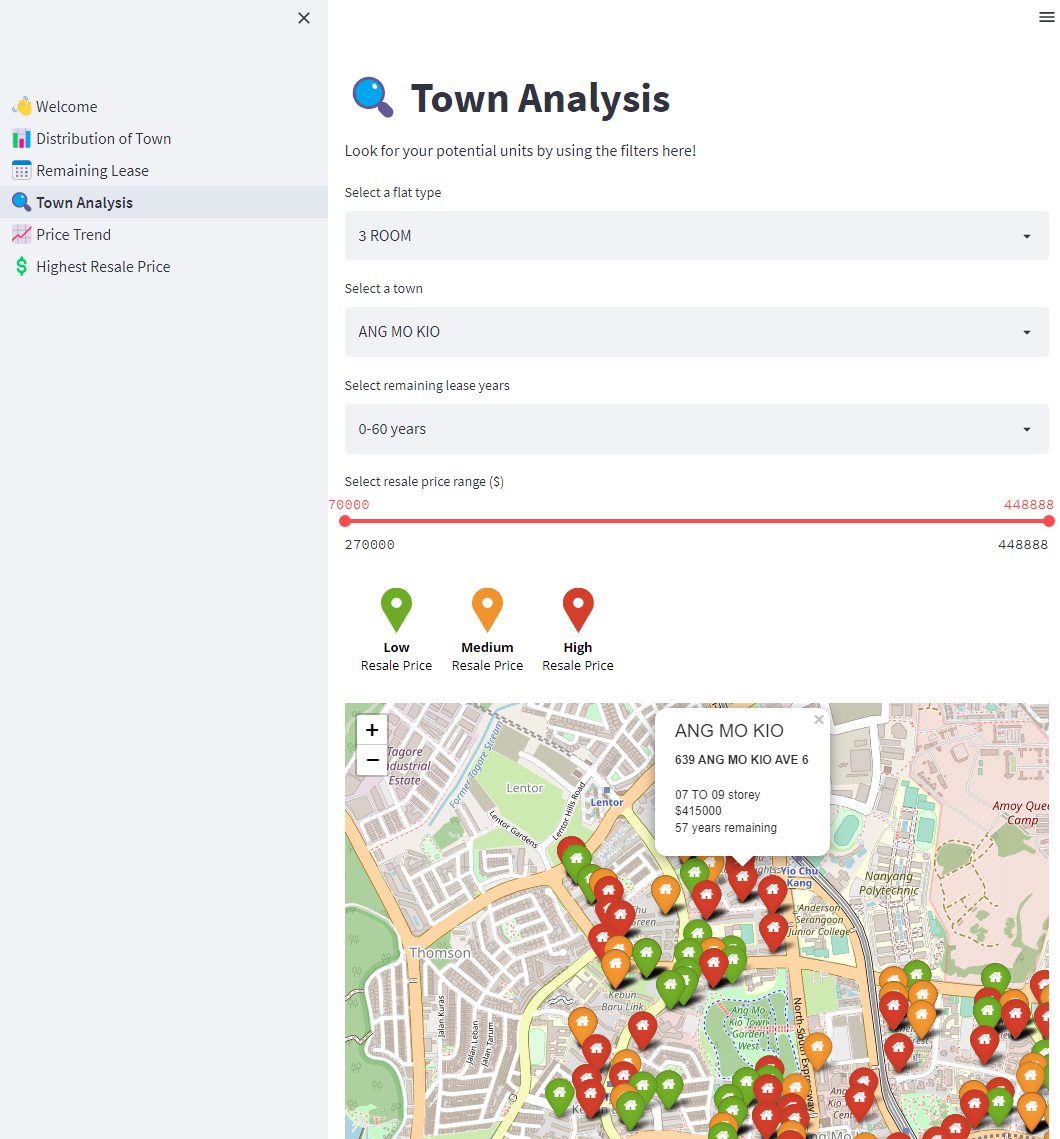 Welcome
Distribution of Town
Remaining Lease
Town Analysis
Price Trend
Highest Resale Price
Town Analysis
Look for your potential units by using the filters here!
Select a flat type
3 ROOM
Select a town
ANG MO KIO
Select remaining lease years
0-60 years
Select resale price range ($)
70000 448888
270000 448888
Low Medium High
Resale Price Resale Price Resale Price
+
−
ANG MO KIO
639 ANG MO KIO AVE 6
07 TO 09 storey
$415000
57 years remaining
Tagore
Industrial
Estate
Former Tagore Stream
Lentor
Lentor
Lentor Hills Road
Lentor Gardens
Amoy Quee
Camp
Yio Chu
Kang
Nanyang
Polytechnic
Anderson
Serangoon
Junior College
Thomson
Kebun
Baru Link
Ang Mo
Kio Town
Garden
West
Jalan Kuras
Jalan Leban
Jalan Tarum
North-South Expressway